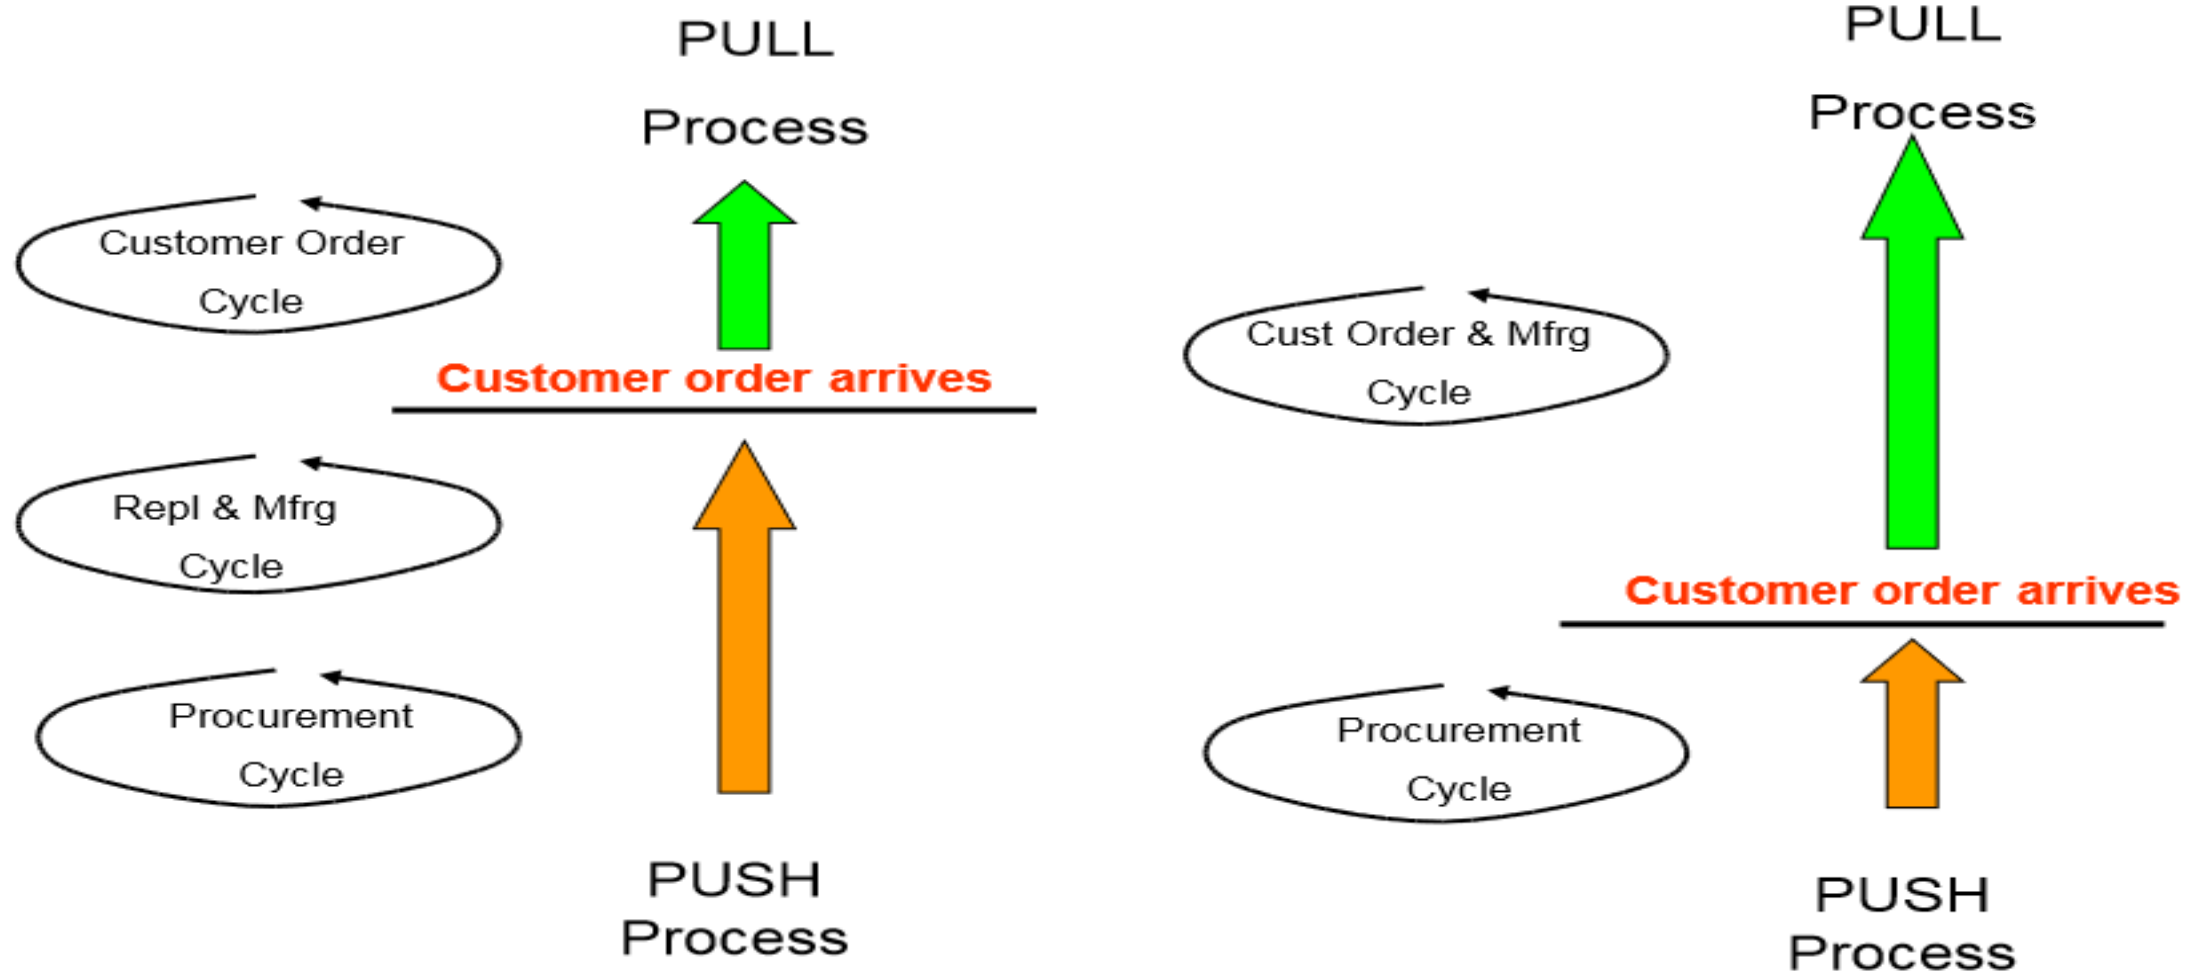 PULL
Process
Customer Order
Cycle
Customer order arrives
Repl & Mfrg
Cycle
Procurement
Cycle
PUSH
Process
PULL
Process
Cust Order & Mfrg
Cycle
Customer order arrives
Procurement
Cycle
PUSH
Process